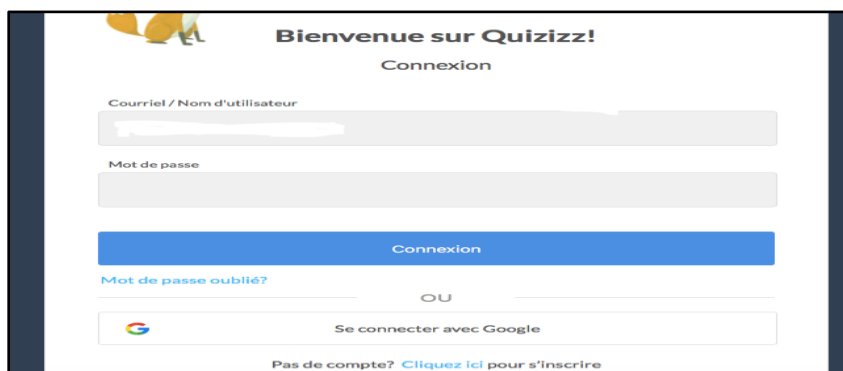 Bienvenue sur Quizizz!
Connexion
Courriel / Nom d'utilisateur
Mot de passe
Connexion
Mot de passe oublié?
OU
Se connecter avec Google
Pas de compte? Cliquez ici pour s'inscrire